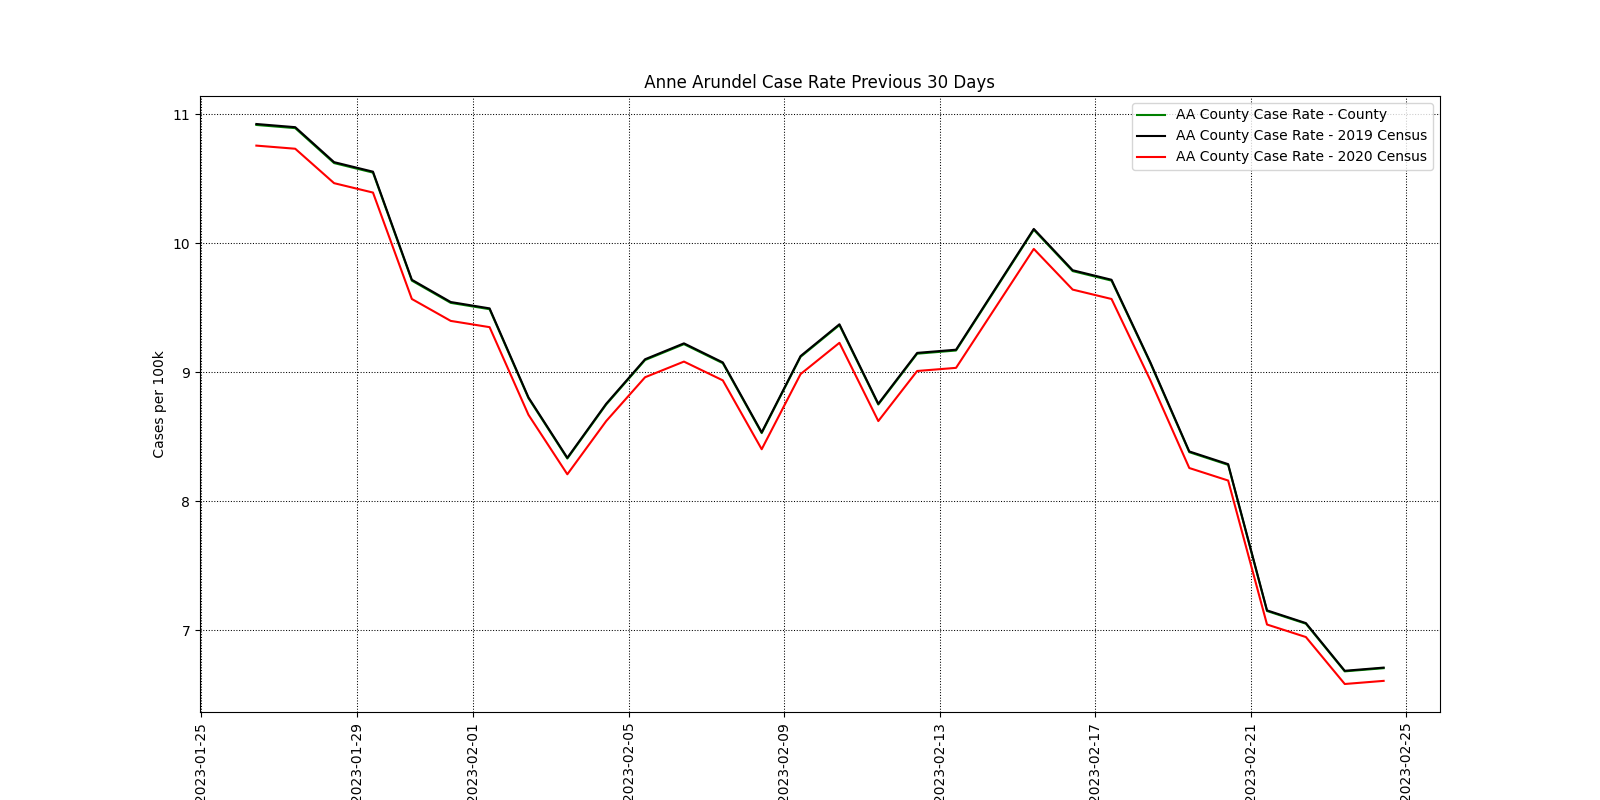 Anne Arundel Case Rate Previous 30 Days
AA County Case Rate - County
AA County Case Rate - 2019 Census
AA County Case Rate - 2020 Census
Cases per 100k
11
10
9
8
7
2023-01-25
2023-01-29
2023-02-01
2023-02-05
2023-02-09
2023-02-13
2023-02-17
2023-02-21
2023-02-25